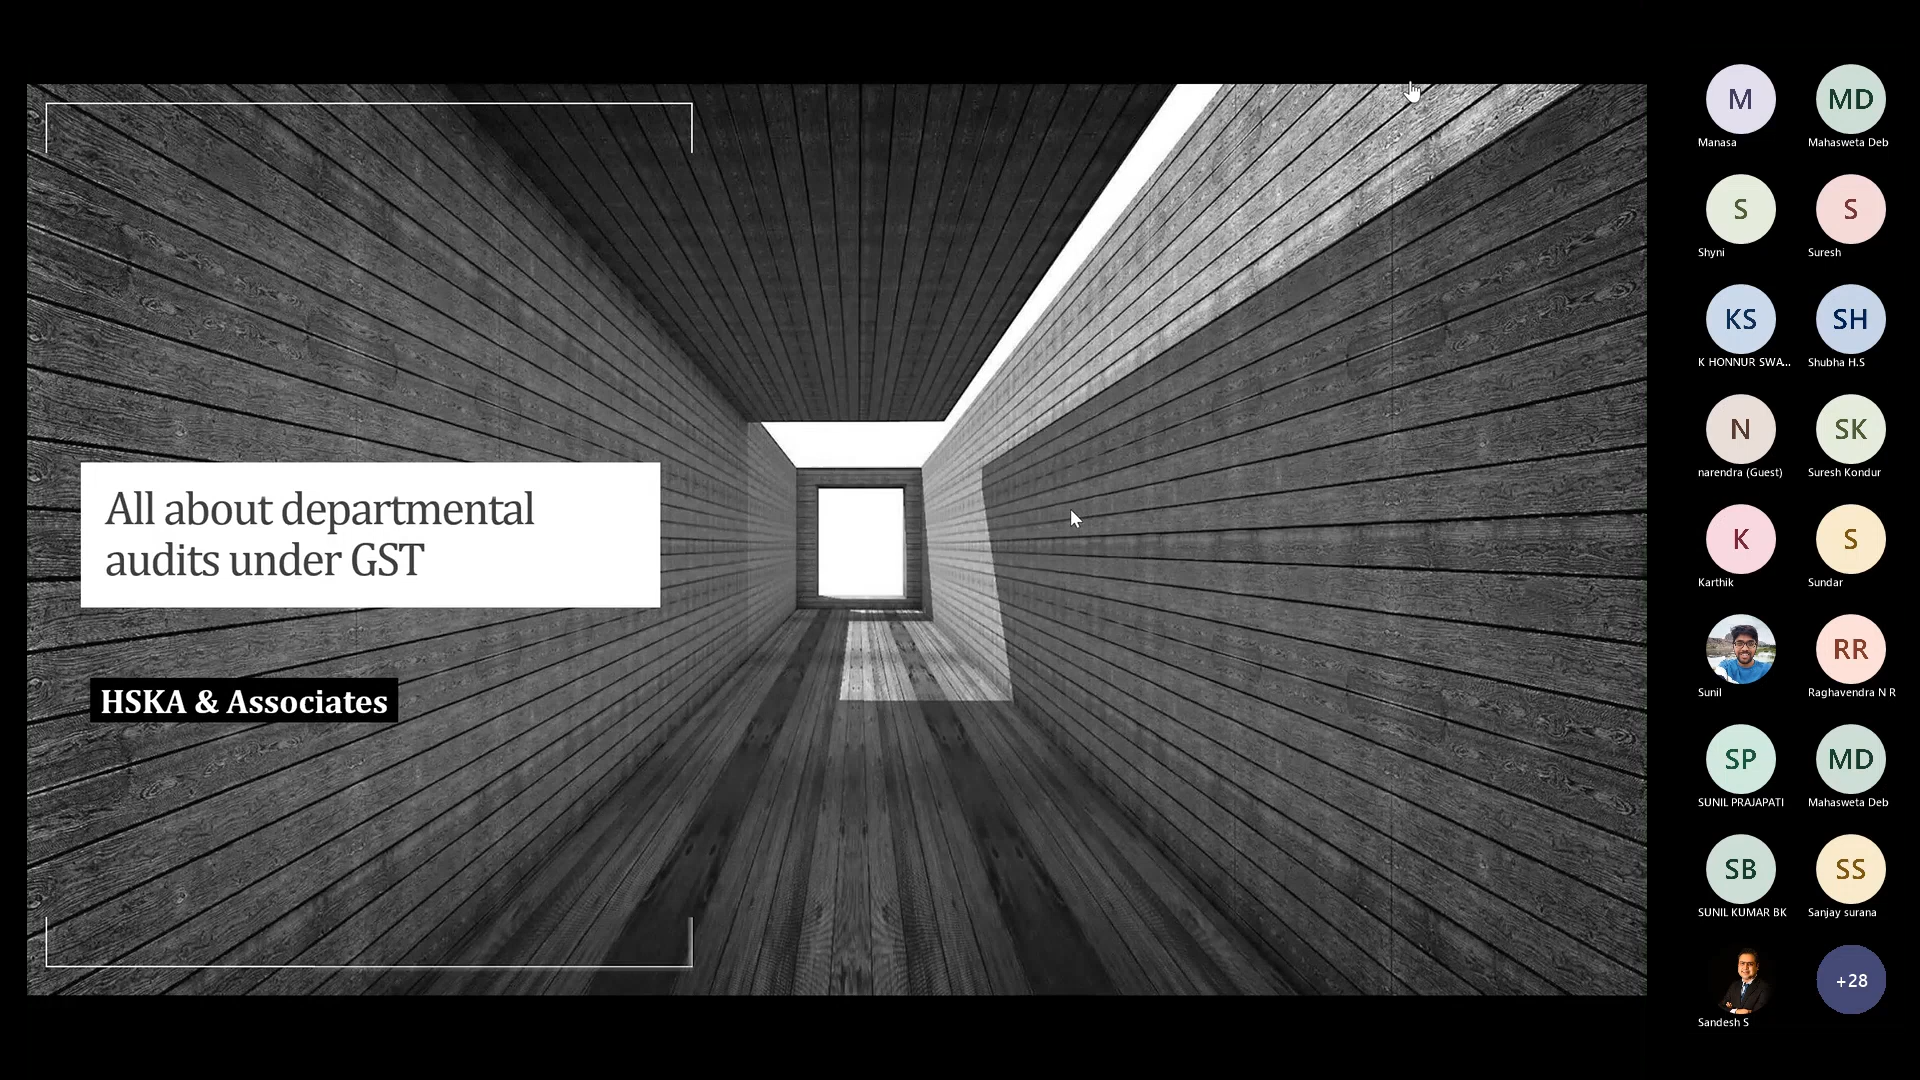 All about departmental
audits under GST
HSKA & Associates
M
Manasa
MD
Mahasweta Deb
S
Shyni
S
Suresh
KS
K HONNUR SWA...
SH
Shubha H.S
N
narendra (Guest)
SK
Suresh Kondur
K
Karthik
S
Sundar
Sunil
RR
Raghavendra N R
SP
SUNIL PRAJAPATI
MD
Mahasweta Deb
SB
SUNIL KUMAR BK
SS
Sanjay surana
Sandesh S
+28